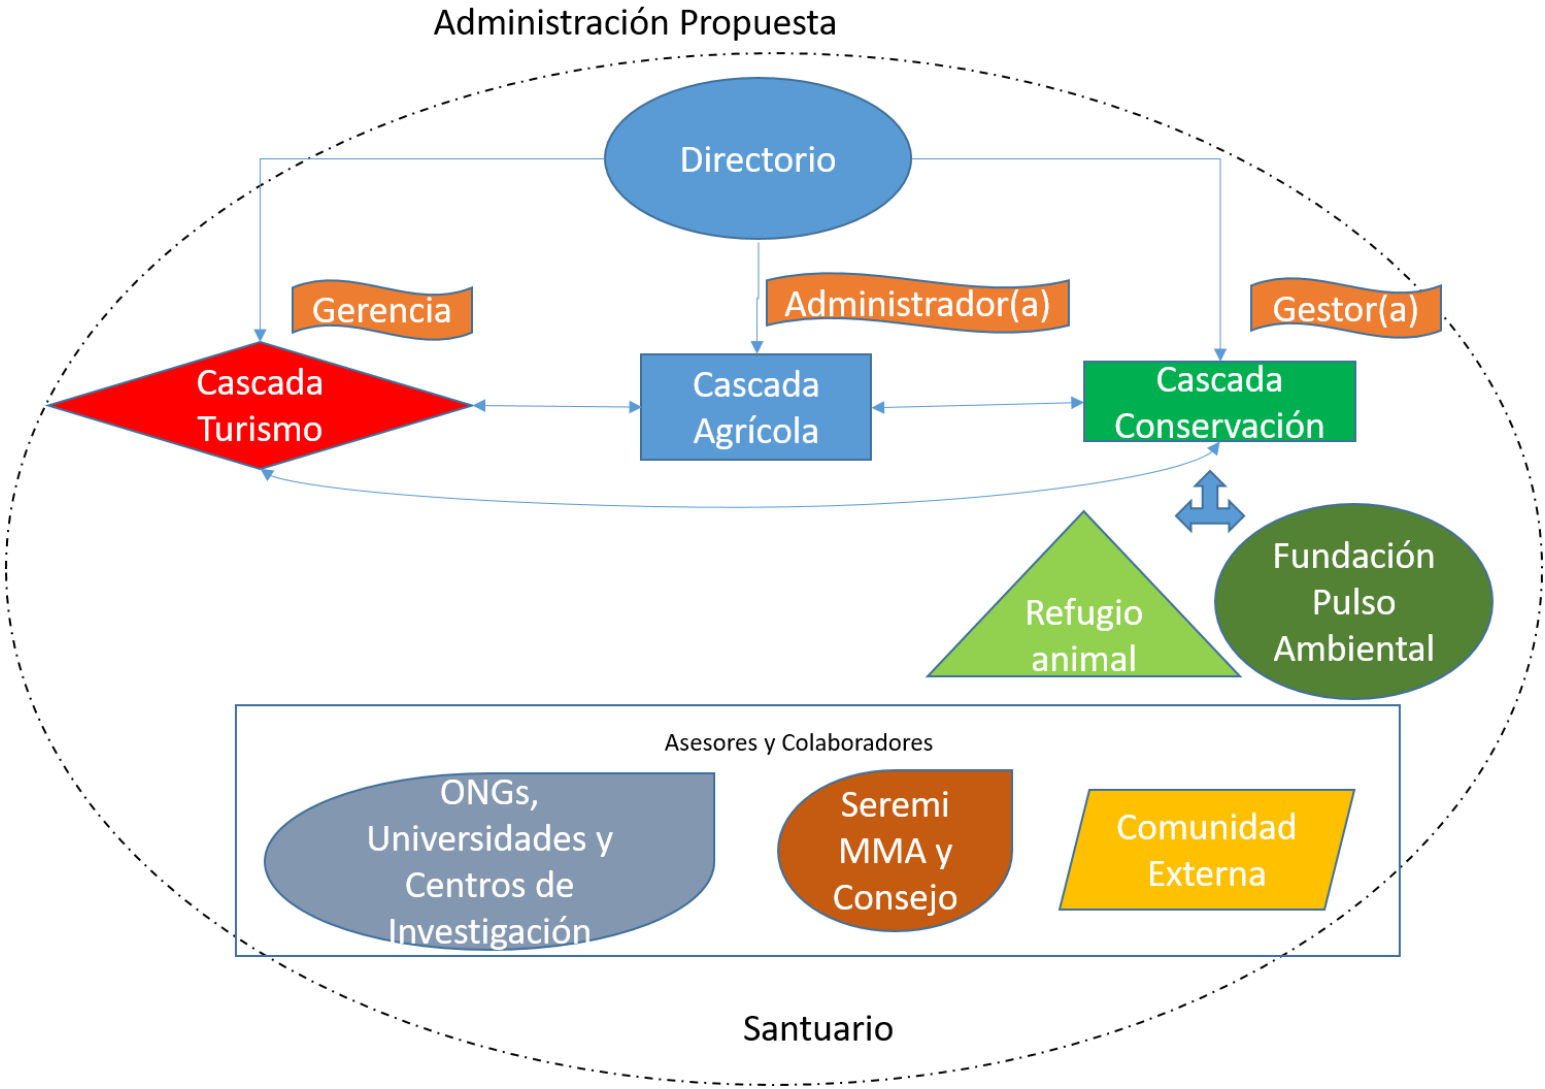 Administración Propuesta
Directorio
Gerencia
Administrador(a)
Gestor(a)
Cascada
Turismo
Cascada
Agrícola
Cascada
Conservación
Refugio
animal
Fundación
Pulso
Ambiental
Asesores y Colaboradores
ONGs,
Universidades y
Centros de
Investigación
Seremi
MMA y
Consejo
Comunidad
Externa
Santuario